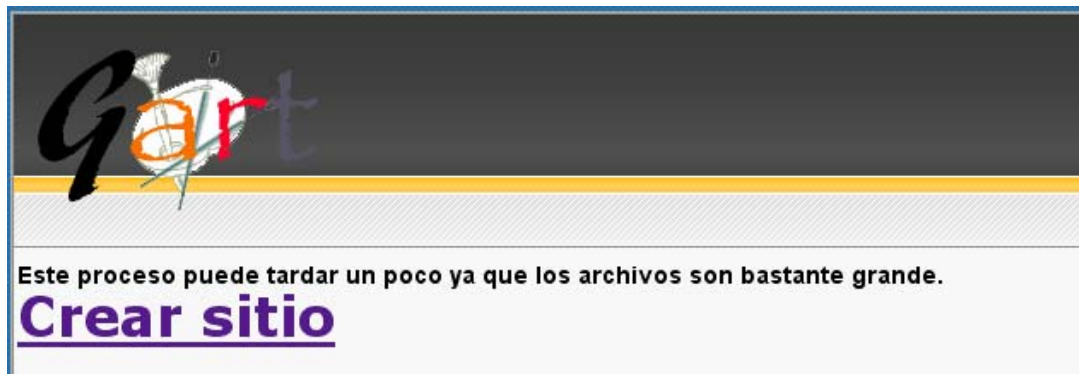 Gart
Este proceso puede tardar un poco ya que los archivos son bastante grande.
Crear sitio